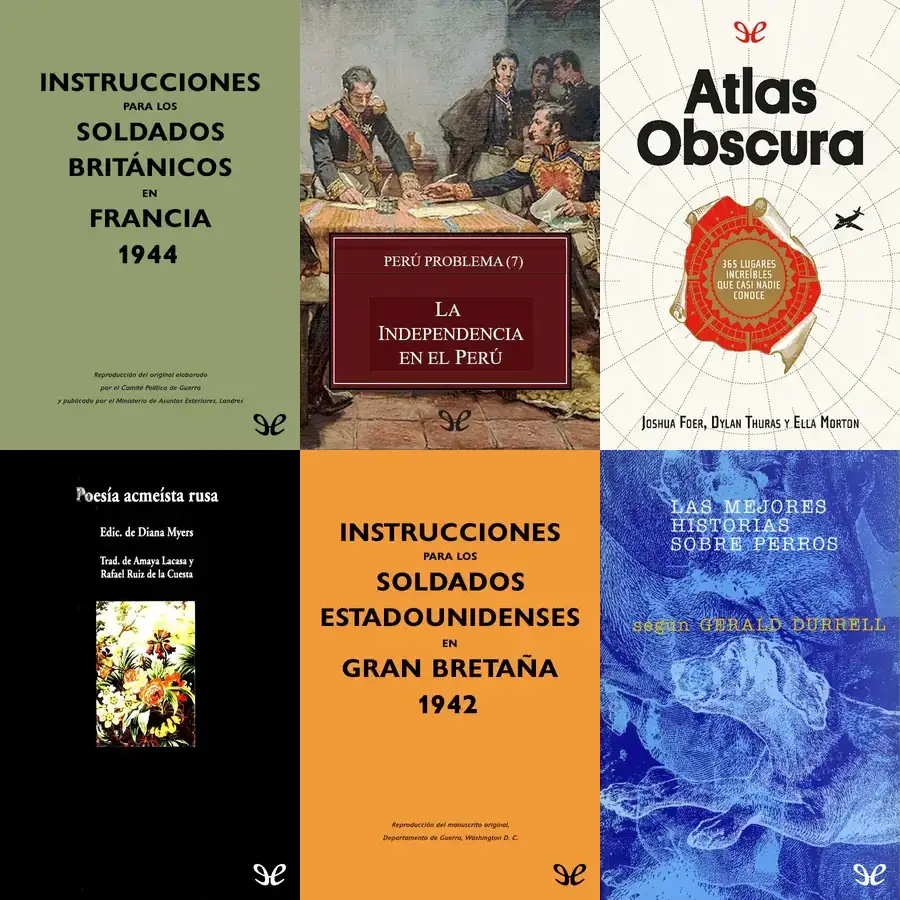 INSTRUCCIONES
PARA LOS
SOLDADOS
BRITÁNICOS
EN
FRANCIA
1944
Reproducción del original elaborado
por el Comité Político de Guerra
y publicado por el Ministerio de Asuntos Exteriores, Londres
PERÚ PROBLEMA (7)
LA
INDEPENDENCIA
EN EL PERÚ
Atlas
Obscura
365 LUGARES
INCREÍBLES
QUE CASI NADIE
CONOCE
JOSHUA FOER, DYLAN THURAS Y ELLA MORTON
Poesía acmeísta rusa
Edic. de Diana Myers
Trad. de Amaya Lacasa y
Rafael Ruiz de la Cuesta
INSTRUCCIONES
PARA LOS
SOLDADOS
ESTADOUNIDENSES
EN
GRAN BRETAÑA
1942
Reproducción del manuscrito original,
Departamento de Guerra, Washington D. C.
LAS MEJORES
HISTORIAS
SOBRE PERROS
según GERALD DURRELL